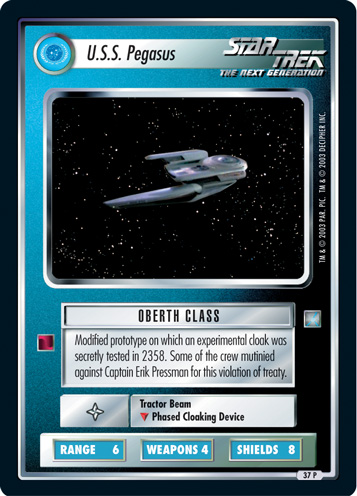 U.S.S. Pegasus
STAR TREK
THE NEXT GENERATION
TM & © 2003 PAR. PIC. TM & © 2003 DECIPHER INC.
OBERTH CLASS
Modified prototype on which an experimental cloak was
secretly tested in 2358. Some of the crew mutinied
against Captain Erik Pressman for this violation of treaty.
Tractor Beam
Phased Cloaking Device
RANGE 6
WEAPONS 4
SHIELDS 8
37 P